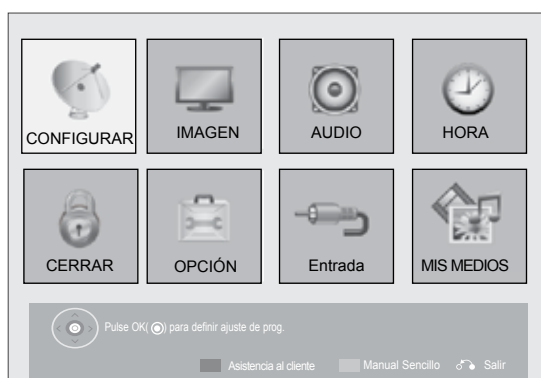 CONFIGURAR
IMAGEN
AUDIO
HORA
CERRAR
OPCIÓN
Entrada
MIS MEDIOS
Pulse OK( ) para definir ajuste de prog.
Asistencia al cliente
Manual Sencillo
Salir